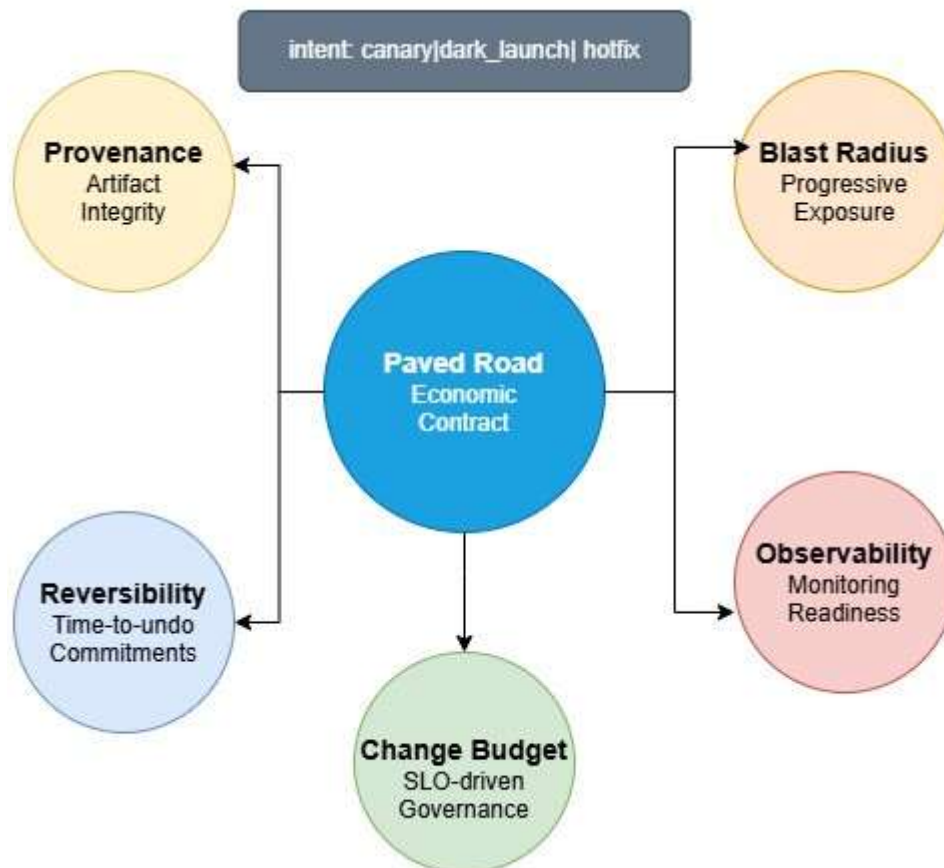 intent: canary|dark_launch| hotfix
Provenance
Artifact
Integrity
Blast Radius
Progressive
Exposure
Paved Road
Economic
Contract
Reversibility
Time-to-undo
Commitments
Observability
Monitoring
Readiness
Change Budget
SLO-driven
Governance